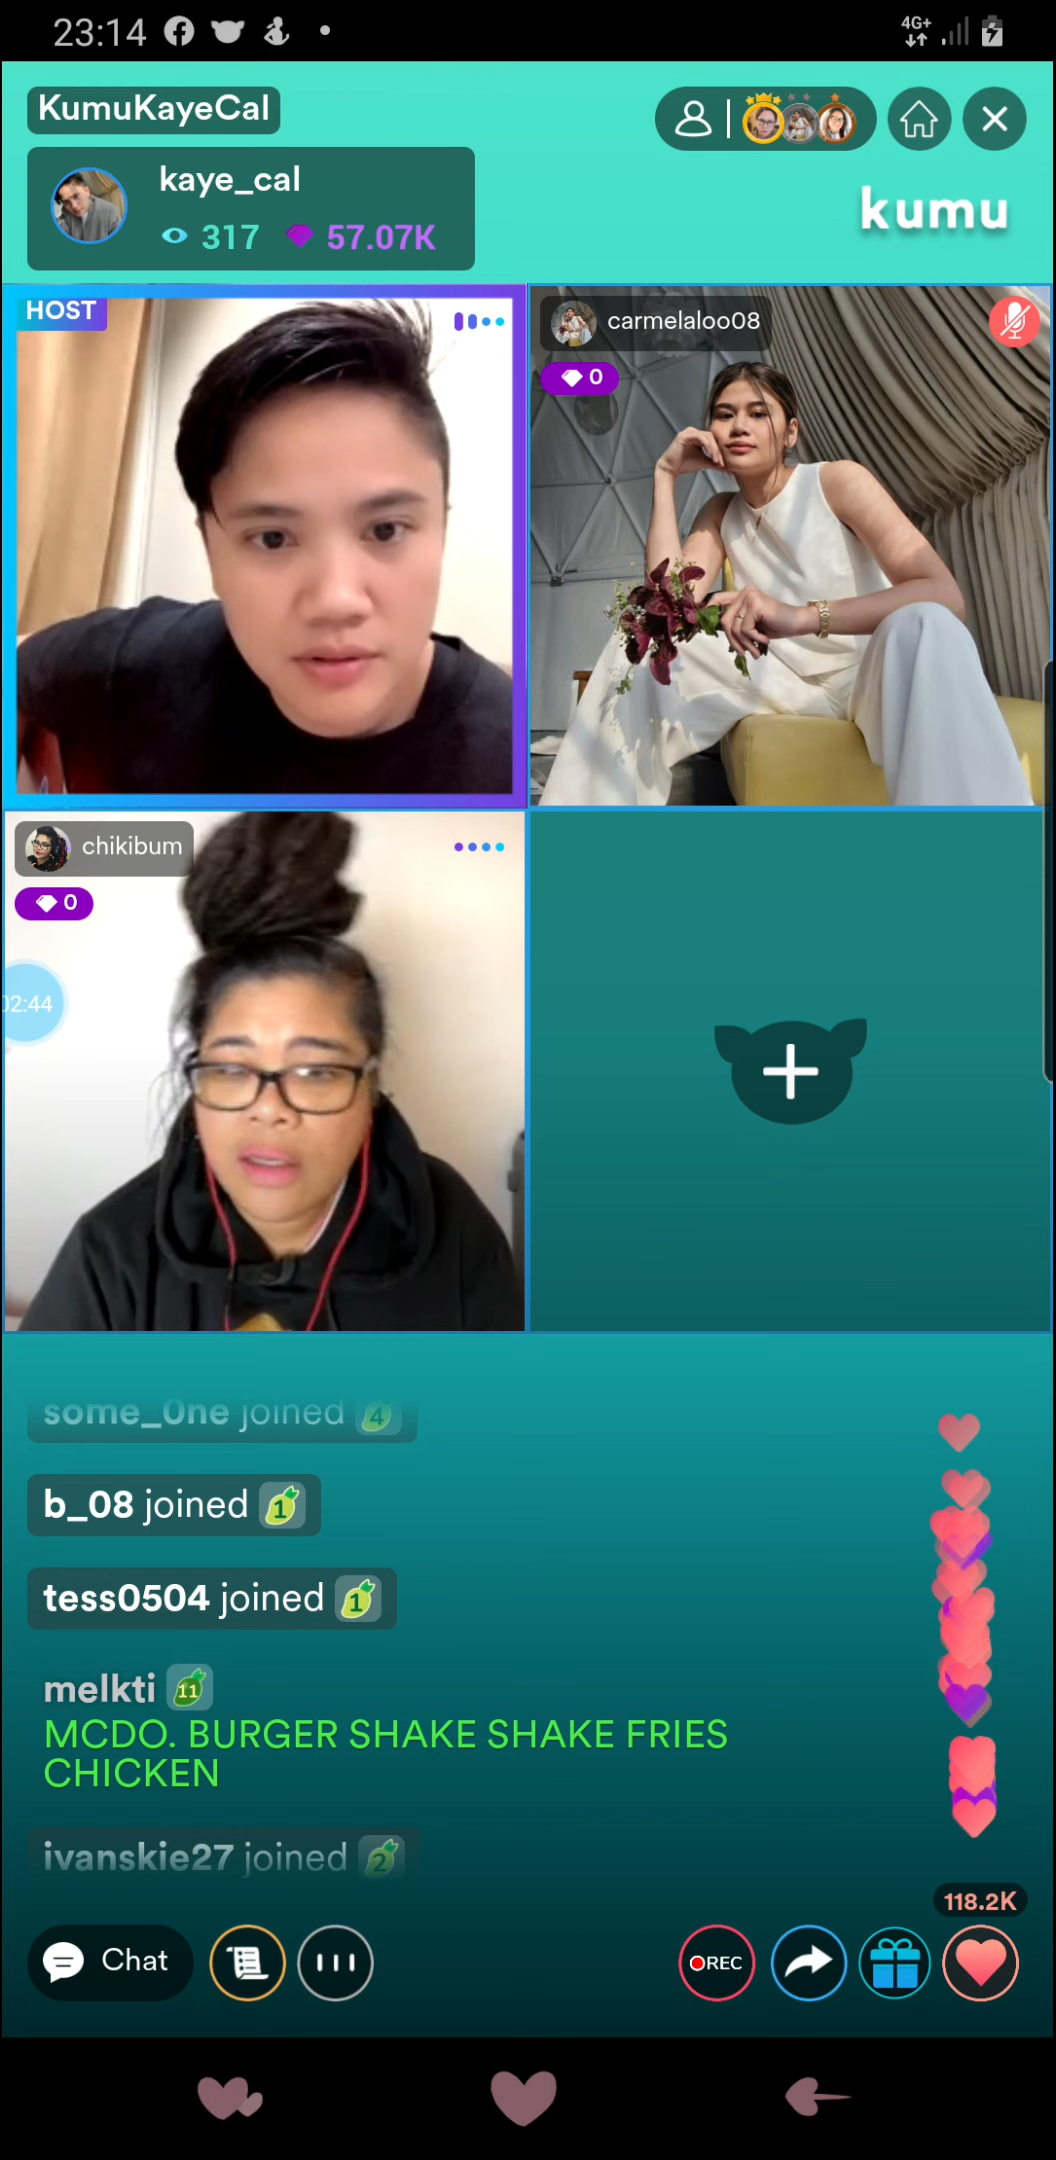 23:14
4G+
KumuKayeCal
kaye_cal
317 57.07K
kumu
HOST
carmelaloo08
0
chikibum
0
02:44
some_0ne joined 4
b_08 joined 1
tess0504 joined 1
melkti 11
MCDO. BURGER SHAKE SHAKE FRIES
CHICKEN
ivanskie27 joined 2
118.2K
Chat
REC